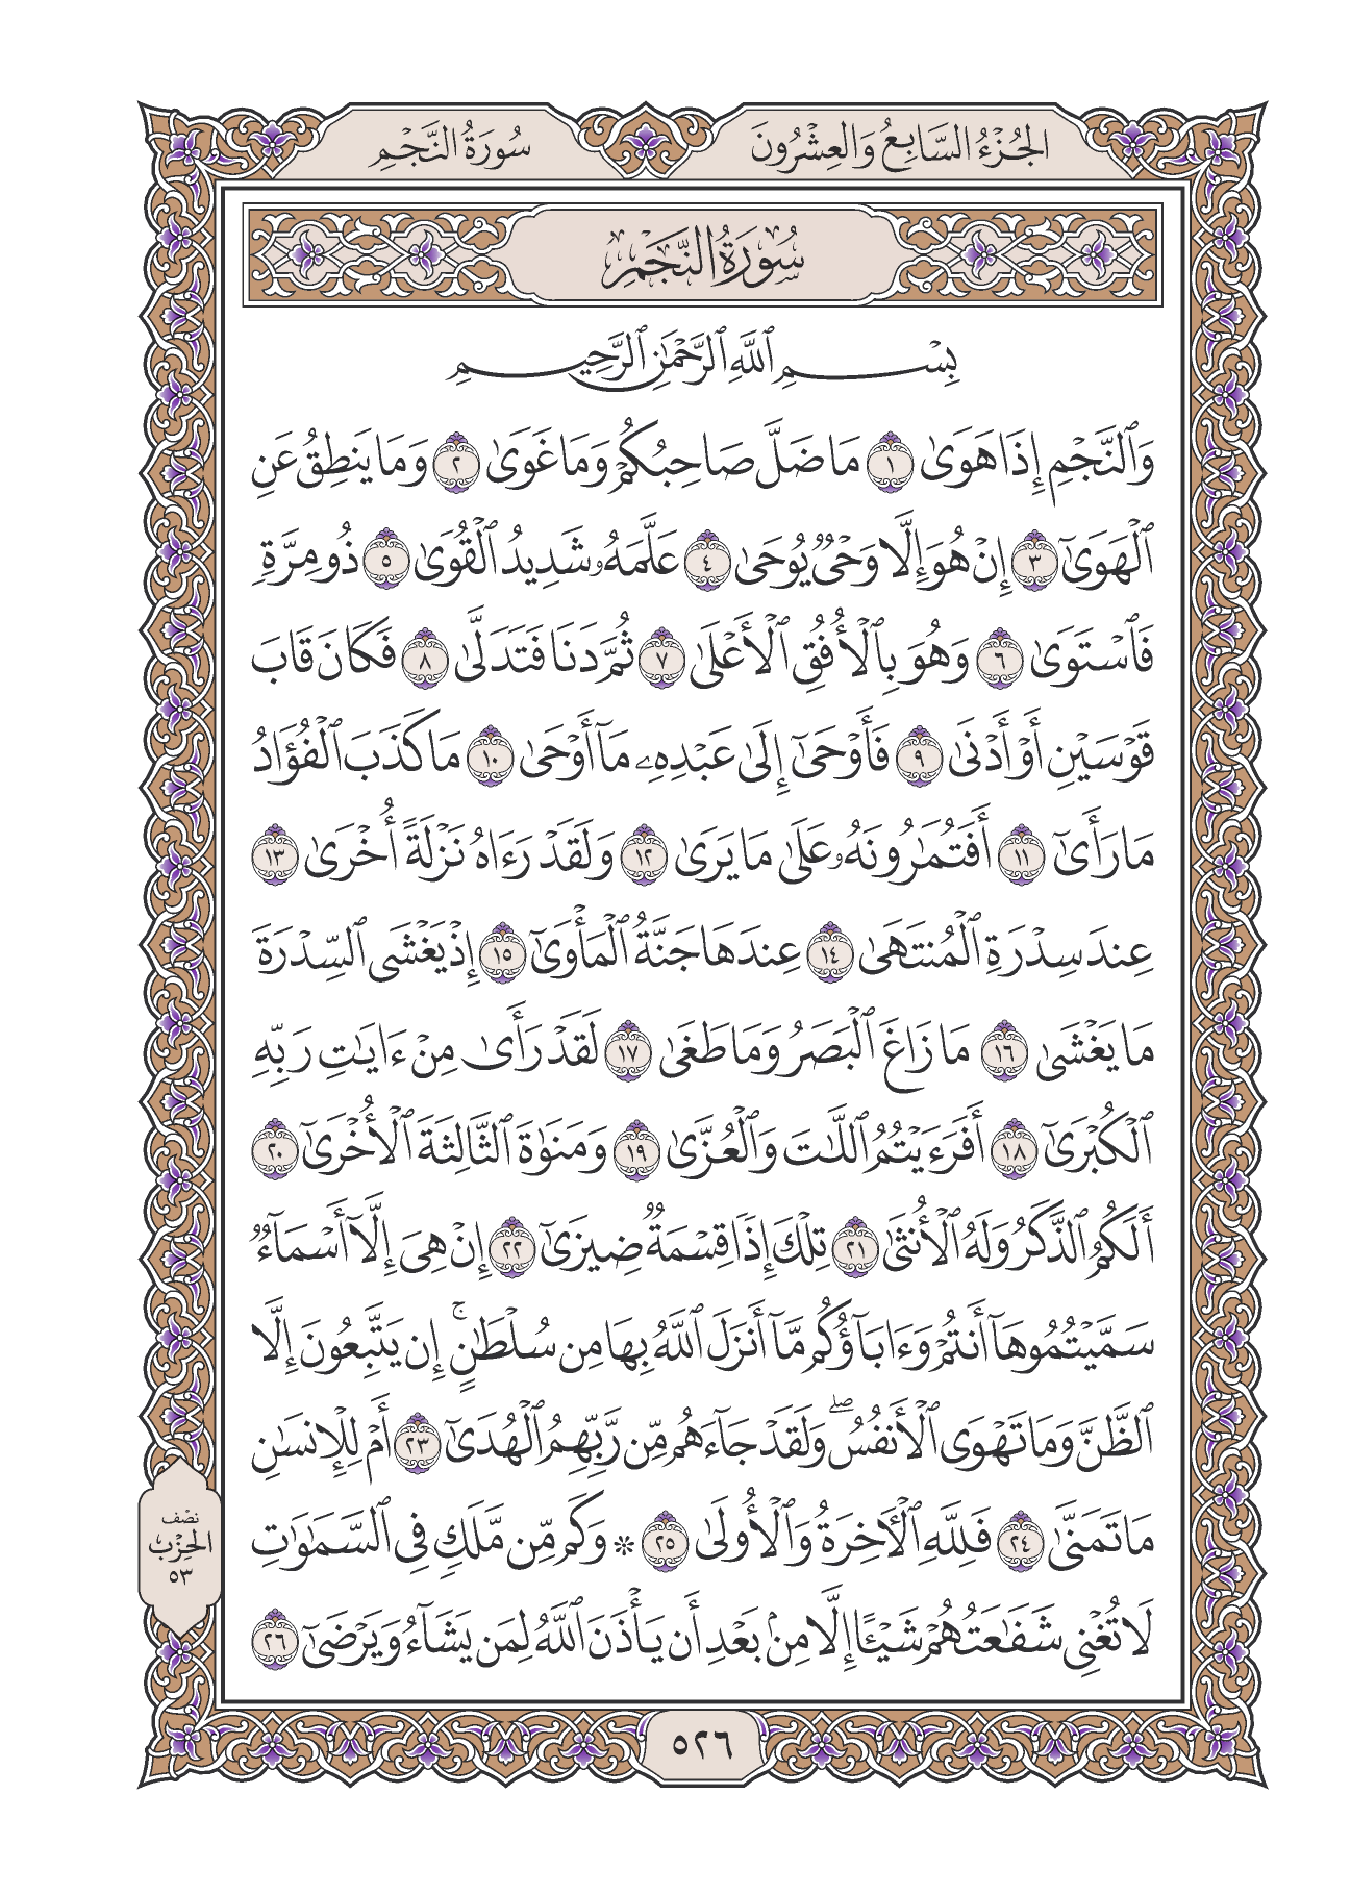 الجُزْءُ السَّابِعُ وَالعِشْرُونَ
سُورَةُ النَّجْمِ
سُورَةُ النَّجْمِ
بِسْمِ ٱللَّهِ ٱلرَّحْمَٰنِ ٱلرَّحِيمِ
وَٱلنَّجْمِ إِذَا هَوَىٰ ١ مَا ضَلَّ صَاحِبُكُمْ وَمَا غَوَىٰ ٢ وَمَا يَنطِقُ عَنِ
ٱلْهَوَىٰٓ ٣ إِنْ هُوَ إِلَّا وَحْىٌ يُوحَىٰ ٤ عَلَّمَهُۥ شَدِيدُ ٱلْقُوَىٰ ٥ ذُو مِرَّةٍ
فَٱسْتَوَىٰ ٦ وَهُوَ بِٱلْأُفُقِ ٱلْأَعْلَىٰ ٧ ثُمَّ دَنَا فَتَدَلَّىٰ ٨ فَكَانَ قَابَ
قَوْسَيْنِ أَوْ أَدْنَىٰ ٩ فَأَوْحَىٰٓ إِلَىٰ عَبْدِهِۦ مَآ أَوْحَىٰ ١٠ مَا كَذَبَ ٱلْفُؤَادُ
مَا رَأَىٰٓ ١١ أَفَتُمَٰرُونَهُۥ عَلَىٰ مَا يَرَىٰ ١٢ وَلَقَدْ رَءَاهُ نَزْلَةً أُخْرَىٰ ١٣
عِندَ سِدْرَةِ ٱلْمُنتَهَىٰ ١٤ عِندَهَا جَنَّةُ ٱلْمَأْوَىٰٓ ١٥ إِذْ يَغْشَى ٱلسِّدْرَةَ
مَا يَغْشَىٰ ١٦ مَا زَاغَ ٱلْبَصَرُ وَمَا طَغَىٰ ١٧ لَقَدْ رَأَىٰ مِنْ ءَايَٰتِ رَبِّهِ
ٱلْكُبْرَىٰٓ ١٨ أَفَرَءَيْتُمُ ٱللَّٰتَ وَٱلْعُزَّىٰ ١٩ وَمَنَوٰةَ ٱلثَّالِثَةَ ٱلْأُخْرَىٰٓ ٢٠
أَلَكُمُ ٱلذَّكَرُ وَلَهُ ٱلْأُنثَىٰ ٢١ تِلْكَ إِذًا قِسْمَةٌ ضِيزَىٰٓ ٢٢ إِنْ هِىَ إِلَّآ أَسْمَآءٌ
سَمَّيْتُمُوهَآ أَنتُمْ وَءَابَآؤُكُم مَّآ أَنزَلَ ٱللَّهُ بِهَا مِن سُلْطَٰنٍۚ إِن يَتَّبِعُونَ إِلَّا
ٱلظَّنَّ وَمَا تَهْوَى ٱلْأَنفُسُۖ وَلَقَدْ جَآءَهُم مِّن رَّبِّهِمُ ٱلْهُدَىٰٓ ٢٣ أَمْ لِلْإِنسَٰنِ
مَا تَمَنَّىٰ ٢٤ فَلِلَّهِ ٱلْأٓخِرَةُ وَٱلْأُولَىٰ ٢٥ ۞ وَكَم مِّن مَّلَكٍ فِى ٱلسَّمَٰوَٰتِ
لَا تُغْنِى شَفَٰعَتُهُمْ شَيْـًٔا إِلَّا مِنۢ بَعْدِ أَن يَأْذَنَ ٱللَّهُ لِمَن يَشَآءُ وَيَرْضَىٰٓ ٢٦
نِصْف
الحِزْب
٥٣
٥٢٦